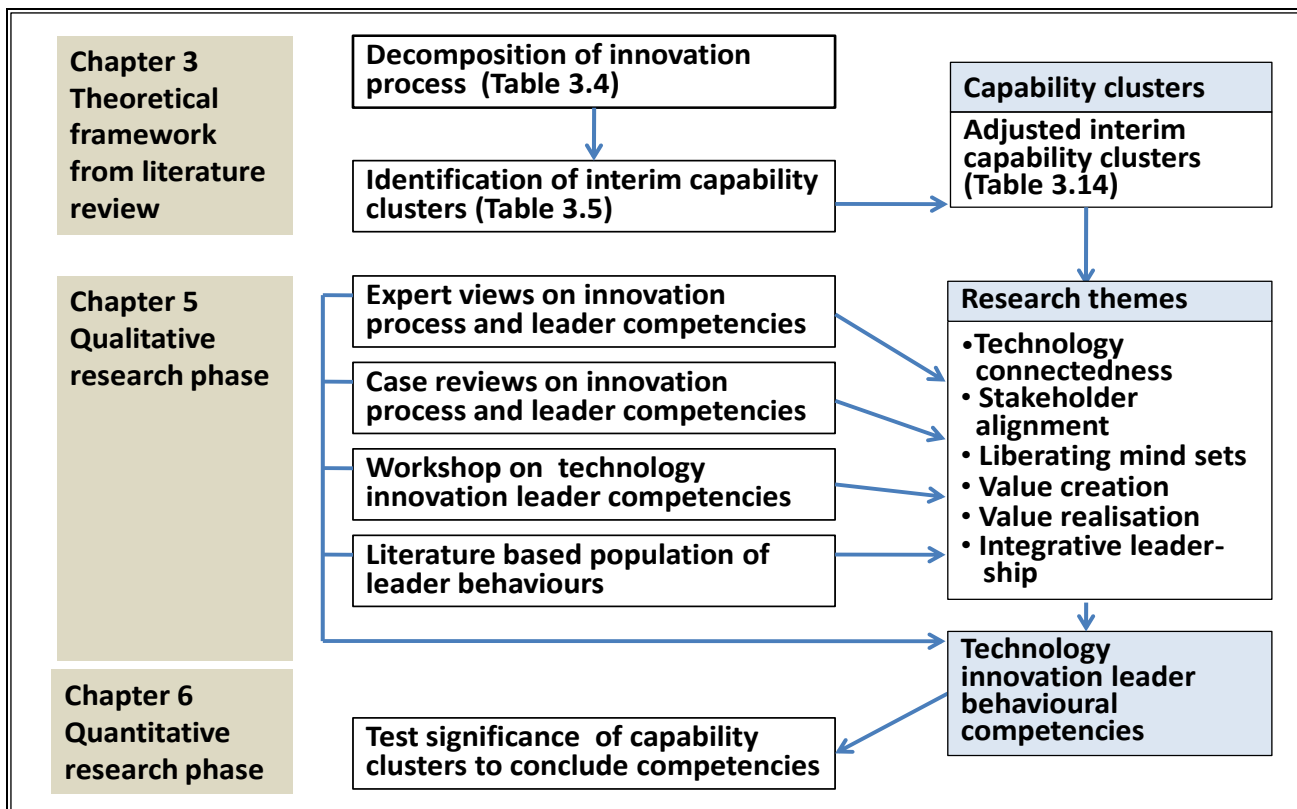 Chapter 3
Theoretical
framework
from literature
review
Decomposition of innovation
process (Table 3.4)
Identification of interim capability
clusters (Table 3.5)
Capability clusters
Adjusted interim
capability clusters
(Table 3.14)
Chapter 5
Qualitative
research phase
Expert views on innovation
process and leader competencies
Case reviews on innovation
process and leader competencies
Workshop on technology
innovation leader competencies
Literature based population of
leader behaviours
Research themes
•Technology
connectedness
• Stakeholder
alignment
• Liberating mind sets
• Value creation
• Value realisation
• Integrative leader-
ship
Technology
innovation leader
behavioural
competencies
Chapter 6
Quantitative
research phase
Test significance of capability
clusters to conclude competencies